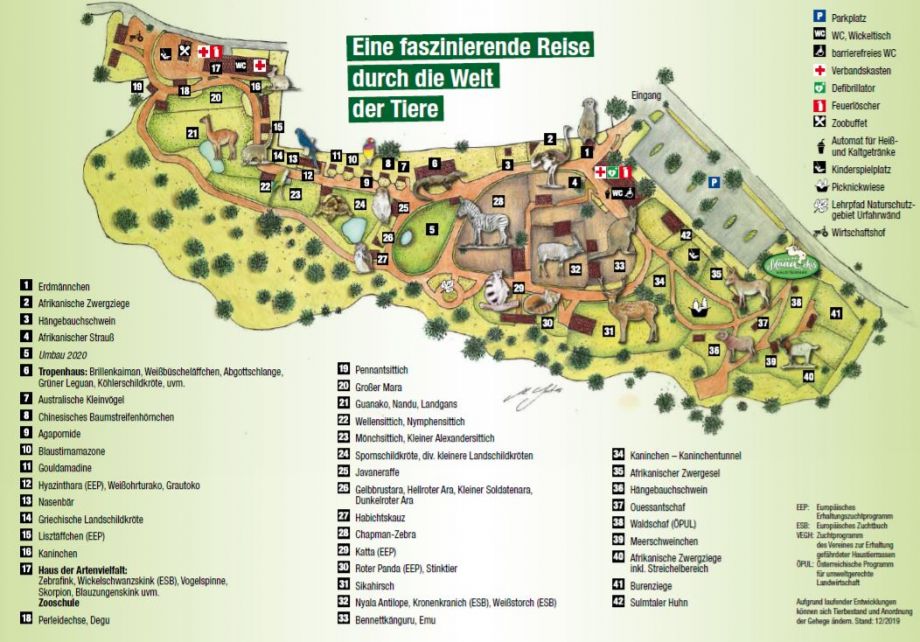 Eine faszinierende Reise
durch die Welt
der Tiere
Eingang
P Parkplatz
WC WC, Wickeltisch
barrierefreies WC
Verbandskasten
Defibrillator
Feuerlöscher
Zoobuffet
Automat für Heiß-
und Kaltgetränke
Kinderspielplatz
Picknickwiese
Lehrpfad Naturschutz-
gebiet Urfahrwänd
Wirtschaftshof
WC
WC
P
1 Erdmännchen
2 Afrikanische Zwergziege
3 Hängebauchschwein
4 Afrikanischer Strauß
5 Umbau 2020
6 Tropenhaus: Brillenkaiman, Weißbüscheläffchen, Abgottschlange,
Grüner Leguan, Köhlerschildkröte, uvm.
7 Australische Kleinvögel
8 Chinesisches Baumstreifenhörnchen
9 Agapornide
10 Blaustirnamazone
11 Gouldamadine
12 Hyazinthara (EEP), Weißohrturako, Grautoko
13 Nasenbär
14 Griechische Landschildkröte
15 Lisztäffchen (EEP)
16 Kaninchen
17 Haus der Artenvielfalt:
Zebrafink, Wickelschwanzskink (ESB), Vogelspinne,
Skorpion, Blauzungenskink uvm.
Zooschule
18 Perleidechse, Degu
19 Pennantsittich
20 Großer Mara
21 Guanako, Nandu, Landgans
22 Wellensittich, Nymphensittich
23 Mönchsittich, Kleiner Alexandersittich
24 Spornschildkröte, div. kleinere Landschildkröten
25 Javaneraffe
26 Gelbbrustara, Hellroter Ara, Kleiner Soldatenara,
Dunkelroter Ara
27 Habichtskauz
28 Chapman-Zebra
29 Katta (EEP)
30 Roter Panda (EEP), Stinktier
31 Sikahirsch
32 Nyala Antilope, Kronenkranich (ESB), Weißstorch (ESB)
33 Bennettkänguru, Emu
34 Kaninchen – Kaninchentunnel
35 Afrikanischer Zwergesel
36 Hängebauchschwein
37 Ouessantschaf
38 Waldschaf (ÖPUL)
39 Meerschweinchen
40 Afrikanische Zwergziege
inkl. Streichelbereich
41 Burenziege
42 Sulmtaler Huhn
EEP: Europäisches
Erhaltungszuchtprogramm
ESB: Europäisches Zuchtbuch
VEGH: Zuchtprogramm
des Vereines zur Erhaltung
gefährdeter Haustierrassen
ÖPUL: Österreichische Programm
für umweltgerechte
Landwirtschaft
Aufgrund laufender Entwicklungen
können sich Tierbestand und Anordnung
der Gehege ändern. Stand: 12/2019